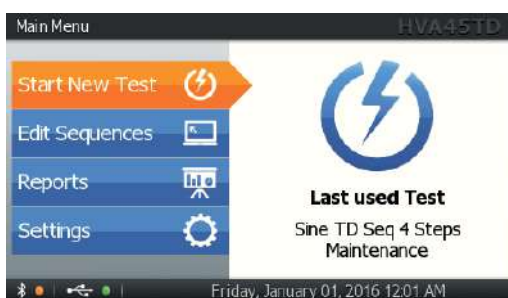 Main Menu
HVA45TD
Start New Test
Edit Sequences
Reports
Settings
Last used Test
Sine TD Seq 4 Steps
Maintenance
Friday, January 01, 2016 12:01 AM